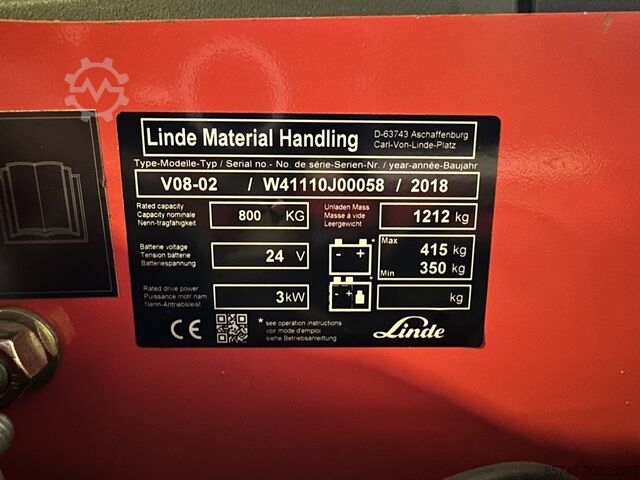 Linde Material Handling
D-63743 Aschaffenburg
Carl-Von-Linde-Platz
Type-Modelle-Typ / Serial no.- No. de série-Serien-Nr. / year-année-Baujahr
V08-02 / W41110J00058 / 2018
Rated capacity
Capacity nominale
Nenn-tragfähigkeit
800 KG
Unladen Mass
Masse à vide
Leergewicht
1212 kg
Batterie voltage
Tension batterie
Batteriespannung
24 V
- + *
Max 415 kg
Min 350 kg
Rated drive power
Puissance motr.nam
Nenn-Antriebsleist
3kW
- + *
kg
CE
* see operation instructions
voir mode d'emploi
siehe Betriebsanleitung
Linde